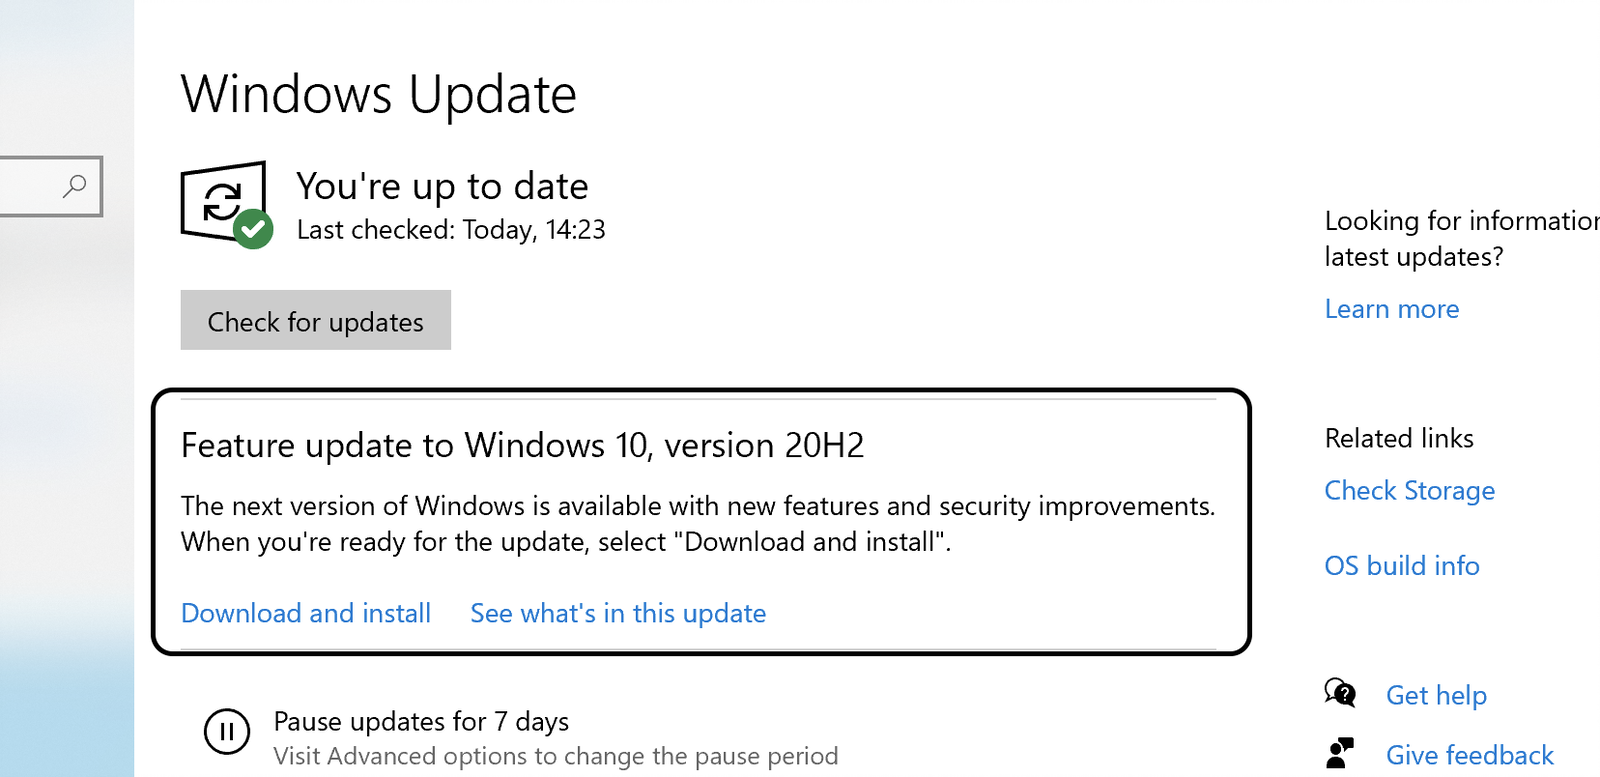 Windows Update
You're up to date
Last checked: Today, 14:23
Check for updates
Feature update to Windows 10, version 20H2
The next version of Windows is available with new features and security improvements.
When you're ready for the update, select "Download and install".
Download and install See what's in this update
Pause updates for 7 days
Visit Advanced options to change the pause period
Looking for information
latest updates?
Learn more
Related links
Check Storage
OS build info
Get help
Give feedback